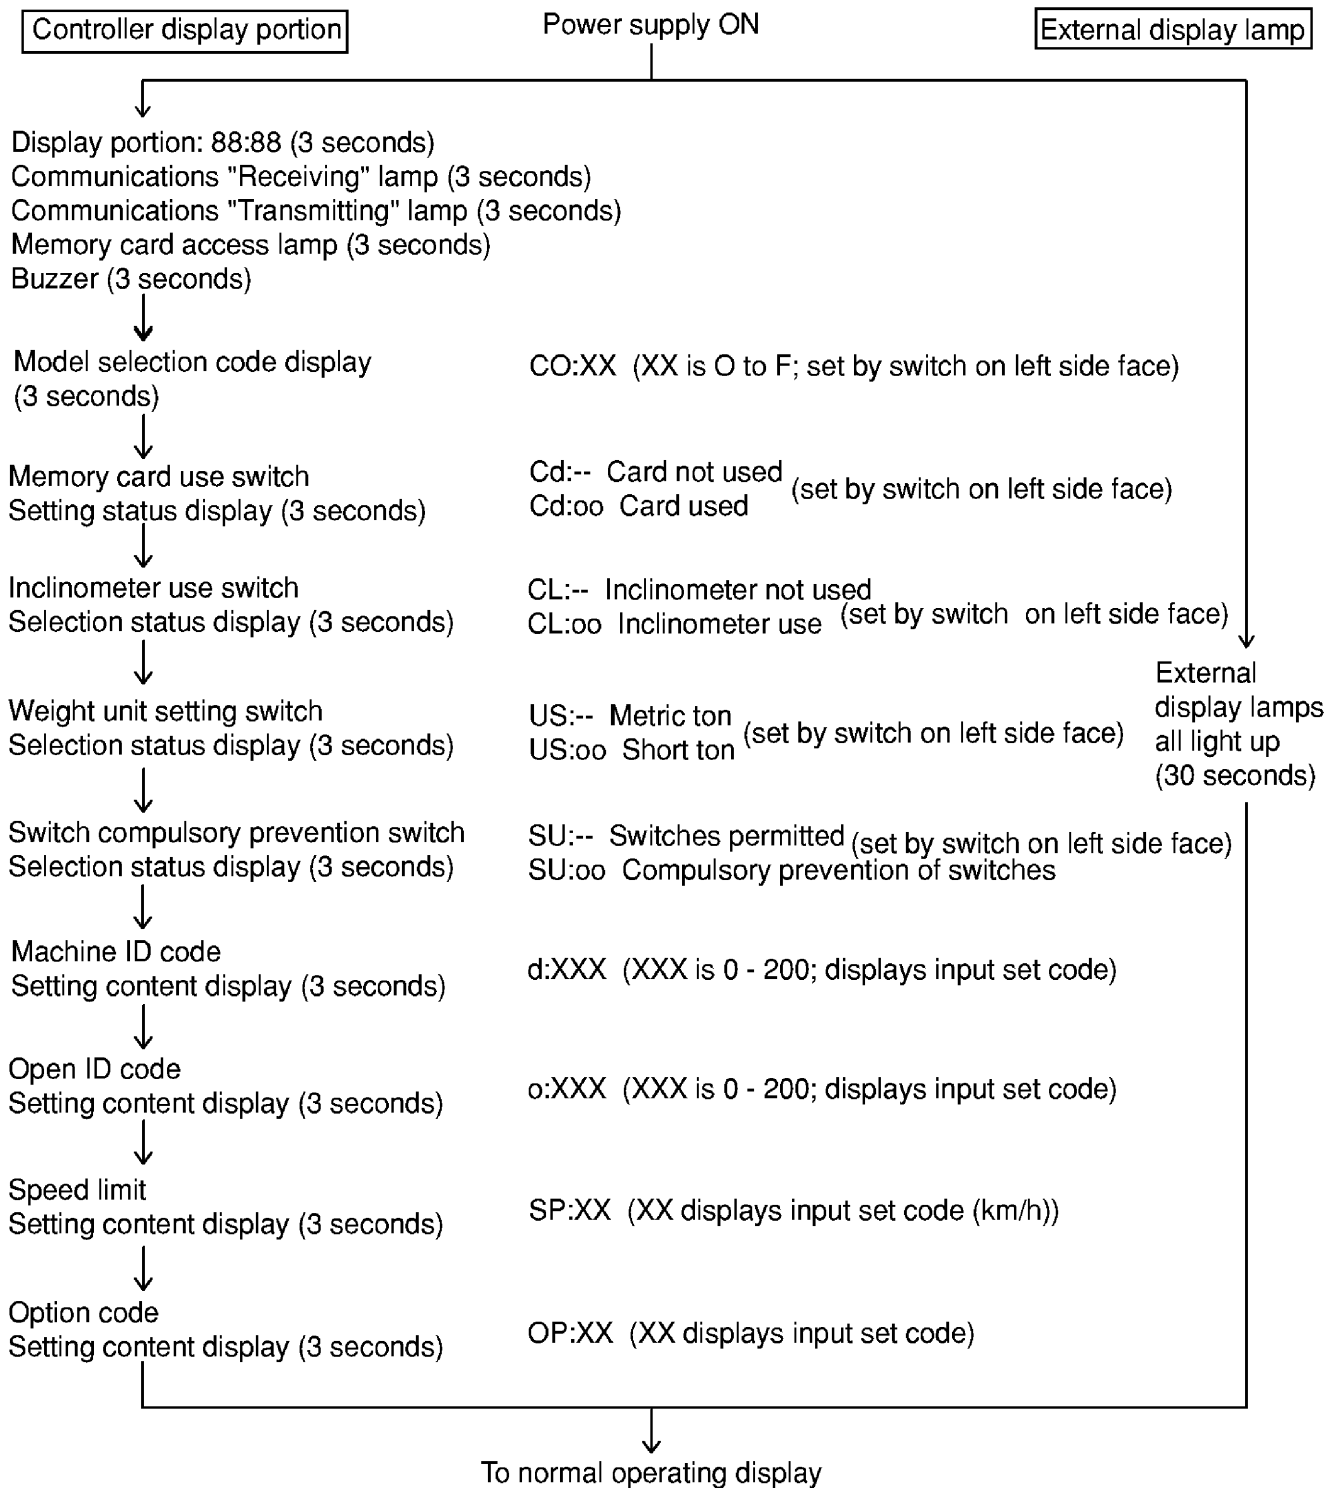 Controller display portion
Power supply ON
External display lamp
Display portion: 88:88 (3 seconds)
Communications "Receiving" lamp (3 seconds)
Communications "Transmitting" lamp (3 seconds)
Memory card access lamp (3 seconds)
Buzzer (3 seconds)
Model selection code display
(3 seconds)
CO:XX (XX is O to F; set by switch on left side face)
Memory card use switch
Setting status display (3 seconds)
Cd:-- Card not used
Cd:oo Card used
(set by switch on left side face)
Inclinometer use switch
Selection status display (3 seconds)
CL:-- Inclinometer not used
CL:oo Inclinometer use
(set by switch on left side face)
Weight unit setting switch
Selection status display (3 seconds)
US:-- Metric ton
US:oo Short ton
(set by switch on left side face)
External
display lamps
all light up
(30 seconds)
Switch compulsory prevention switch
Selection status display (3 seconds)
SU:-- Switches permitted
(set by switch on left side face)
SU:oo Compulsory prevention of switches
Machine ID code
Setting content display (3 seconds)
d:XXX (XXX is 0 - 200; displays input set code)
Open ID code
Setting content display (3 seconds)
o:XXX (XXX is 0 - 200; displays input set code)
Speed limit
Setting content display (3 seconds)
SP:XX (XX displays input set code (km/h))
Option code
Setting content display (3 seconds)
OP:XX (XX displays input set code)
To normal operating display